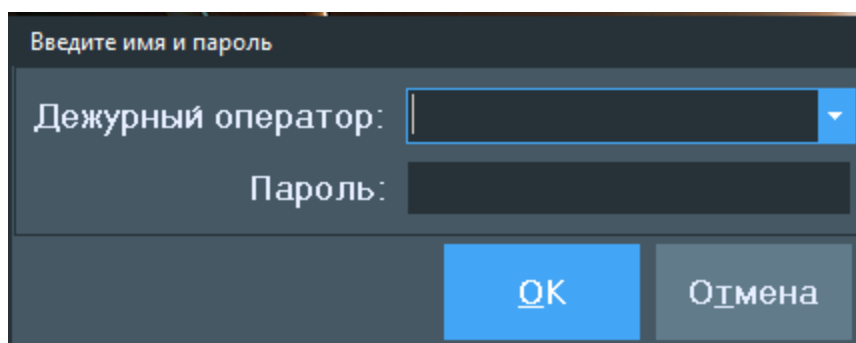 Введите имя и пароль
Дежурный оператор:
Пароль:
OK
Отмена